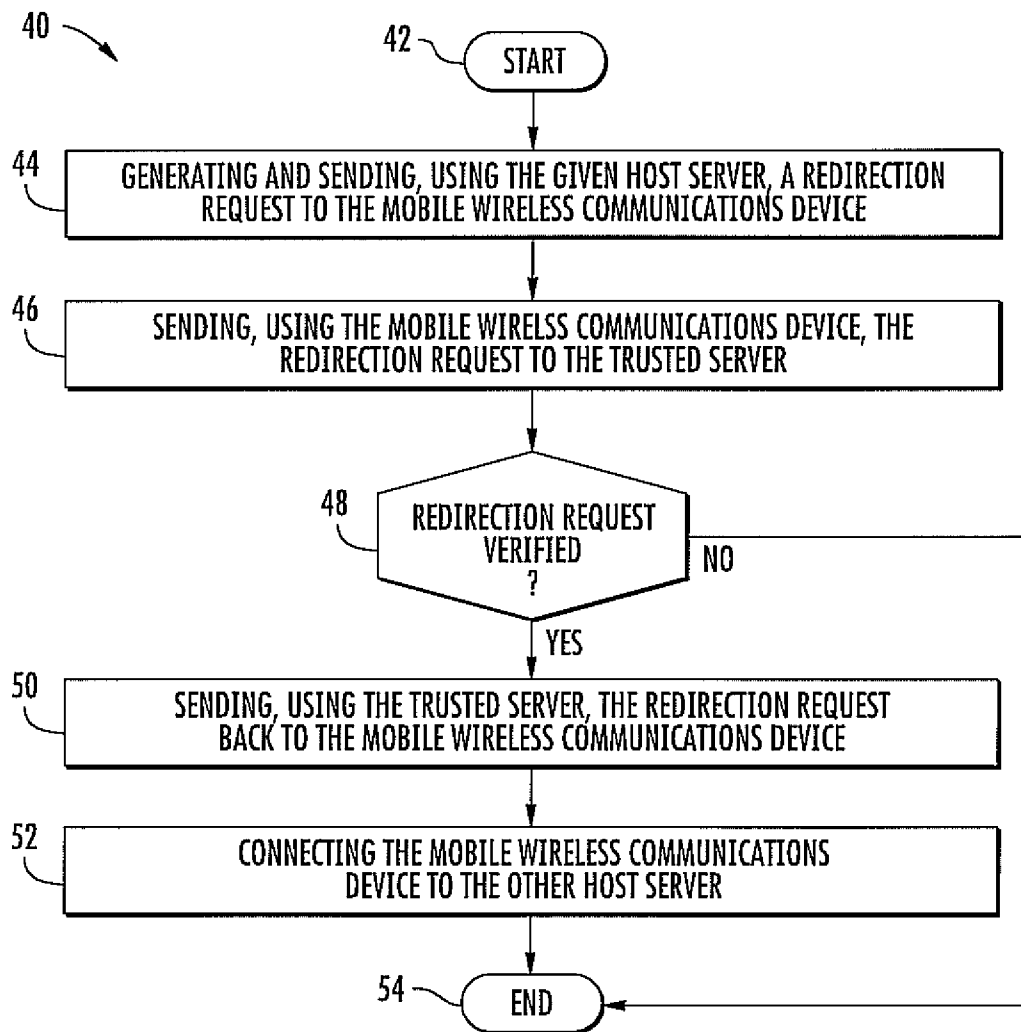 40
42
START
44
GENERATING AND SENDING, USING THE GIVEN HOST SERVER, A REDIRECTION
REQUEST TO THE MOBILE WIRELESS COMMUNICATIONS DEVICE
46
SENDING, USING THE MOBILE WIRELSS COMMUNICATIONS DEVICE, THE
REDIRECTION REQUEST TO THE TRUSTED SERVER
48
REDIRECTION REQUEST
VERIFIED
?
NO
YES
50
SENDING, USING THE TRUSTED SERVER, THE REDIRECTION REQUEST
BACK TO THE MOBILE WIRELESS COMMUNICATIONS DEVICE
52
CONNECTING THE MOBILE WIRELESS COMMUNICATIONS
DEVICE TO THE OTHER HOST SERVER
54
END